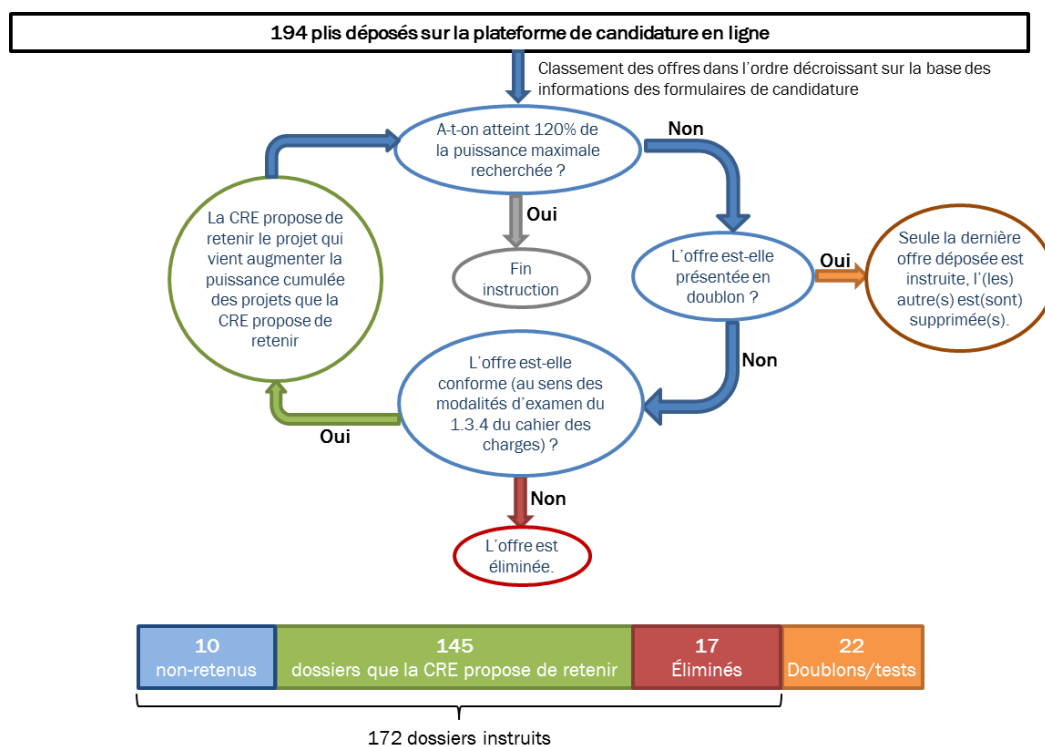 194 plis déposés sur la plateforme de candidature en ligne
Classement des offres dans l'ordre décroissant sur la base des
informations des formulaires de candidature
A-t-on atteint 120% de
la puissance maximale
recherchée ?
Non
Oui
Fin
instruction
La CRE propose de
retenir le projet qui
vient augmenter la
puissance cumulée
des projets que la
CRE propose de
retenir
L'offre est-elle
présentée en
doublon ?
Oui
Seule la dernière
offre déposée est
instruite, l'(les)
autre(s) est(sont)
supprimée(s).
Non
L'offre est-elle
conforme (au sens des
modalités d'examen du
1.3.4 du cahier des
charges) ?
Oui
Non
L'offre est
éliminée.
10
non-retenus
145
dossiers que la CRE propose de retenir
17
Éliminés
22
Doublons/tests
172 dossiers instruits